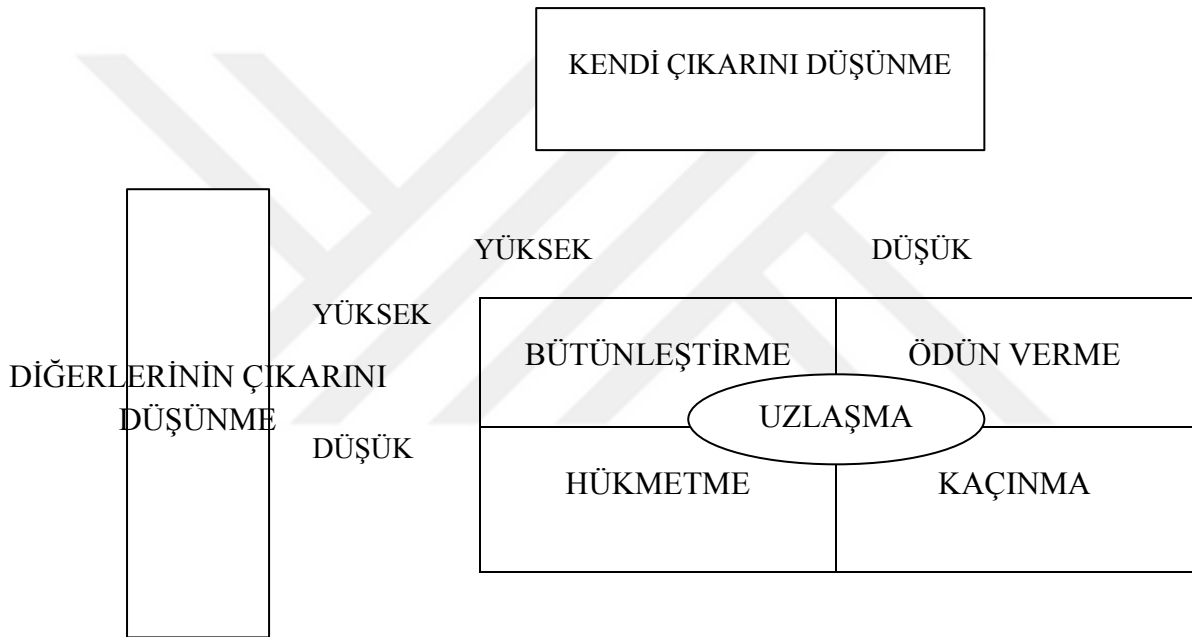 KENDİ ÇIKARINI DÜŞÜNME
YÜKSEK DÜŞÜK
YÜKSEK
BÜTÜNLEŞTİRME ÖDÜN VERME
DİĞERLERİNİN ÇIKARINI
DÜŞÜNME
UZLAŞMA
DÜŞÜK
HÜKMETME KAÇINMA